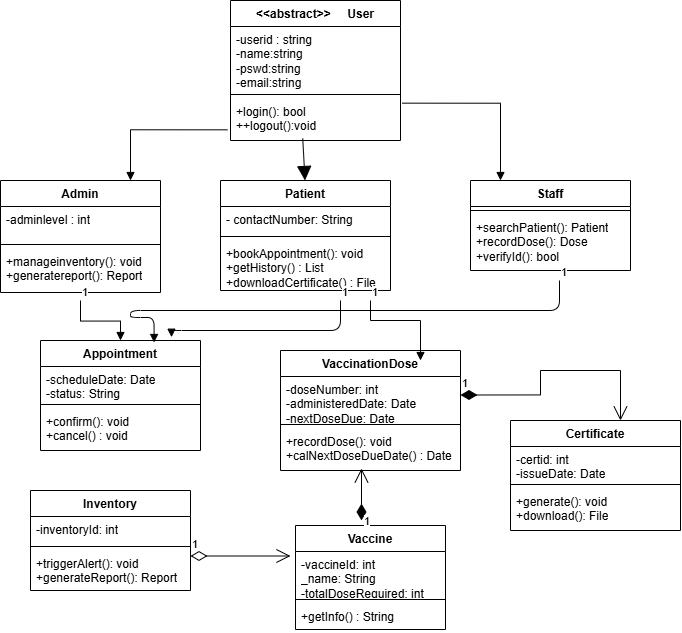 <<abstract>> User
-userid : string
-name:string
-pswd:string
-email:string
+login(): bool
++logout():void
Admin
-adminlevel : int
+manageinventory(): void
+generatereport(): Report
1
Patient
- contactNumber: String
+bookAppointment(): void
+getHistory() : List
+downloadCertificate() : File
1
1
Staff
+searchPatient(): Patient
+recordDose(): Dose
+verifyId(): bool
1
Appointment
-scheduleDate: Date
-status: String
+confirm(): void
+cancel() : void
VaccinationDose
-doseNumber: int
-administeredDate: Date
-nextDoseDue: Date
+recordDose(): void
+calNextDoseDueDate() : Date
1
Certificate
-certid: int
-issueDate: Date
+generate(): void
+download(): File
Inventory
-inventoryId: int
+triggerAlert(): void
+generateReport(): Report
1
1
Vaccine
-vaccineId: int
_name: String
-totalDoseRequired: int
+getInfo() : String